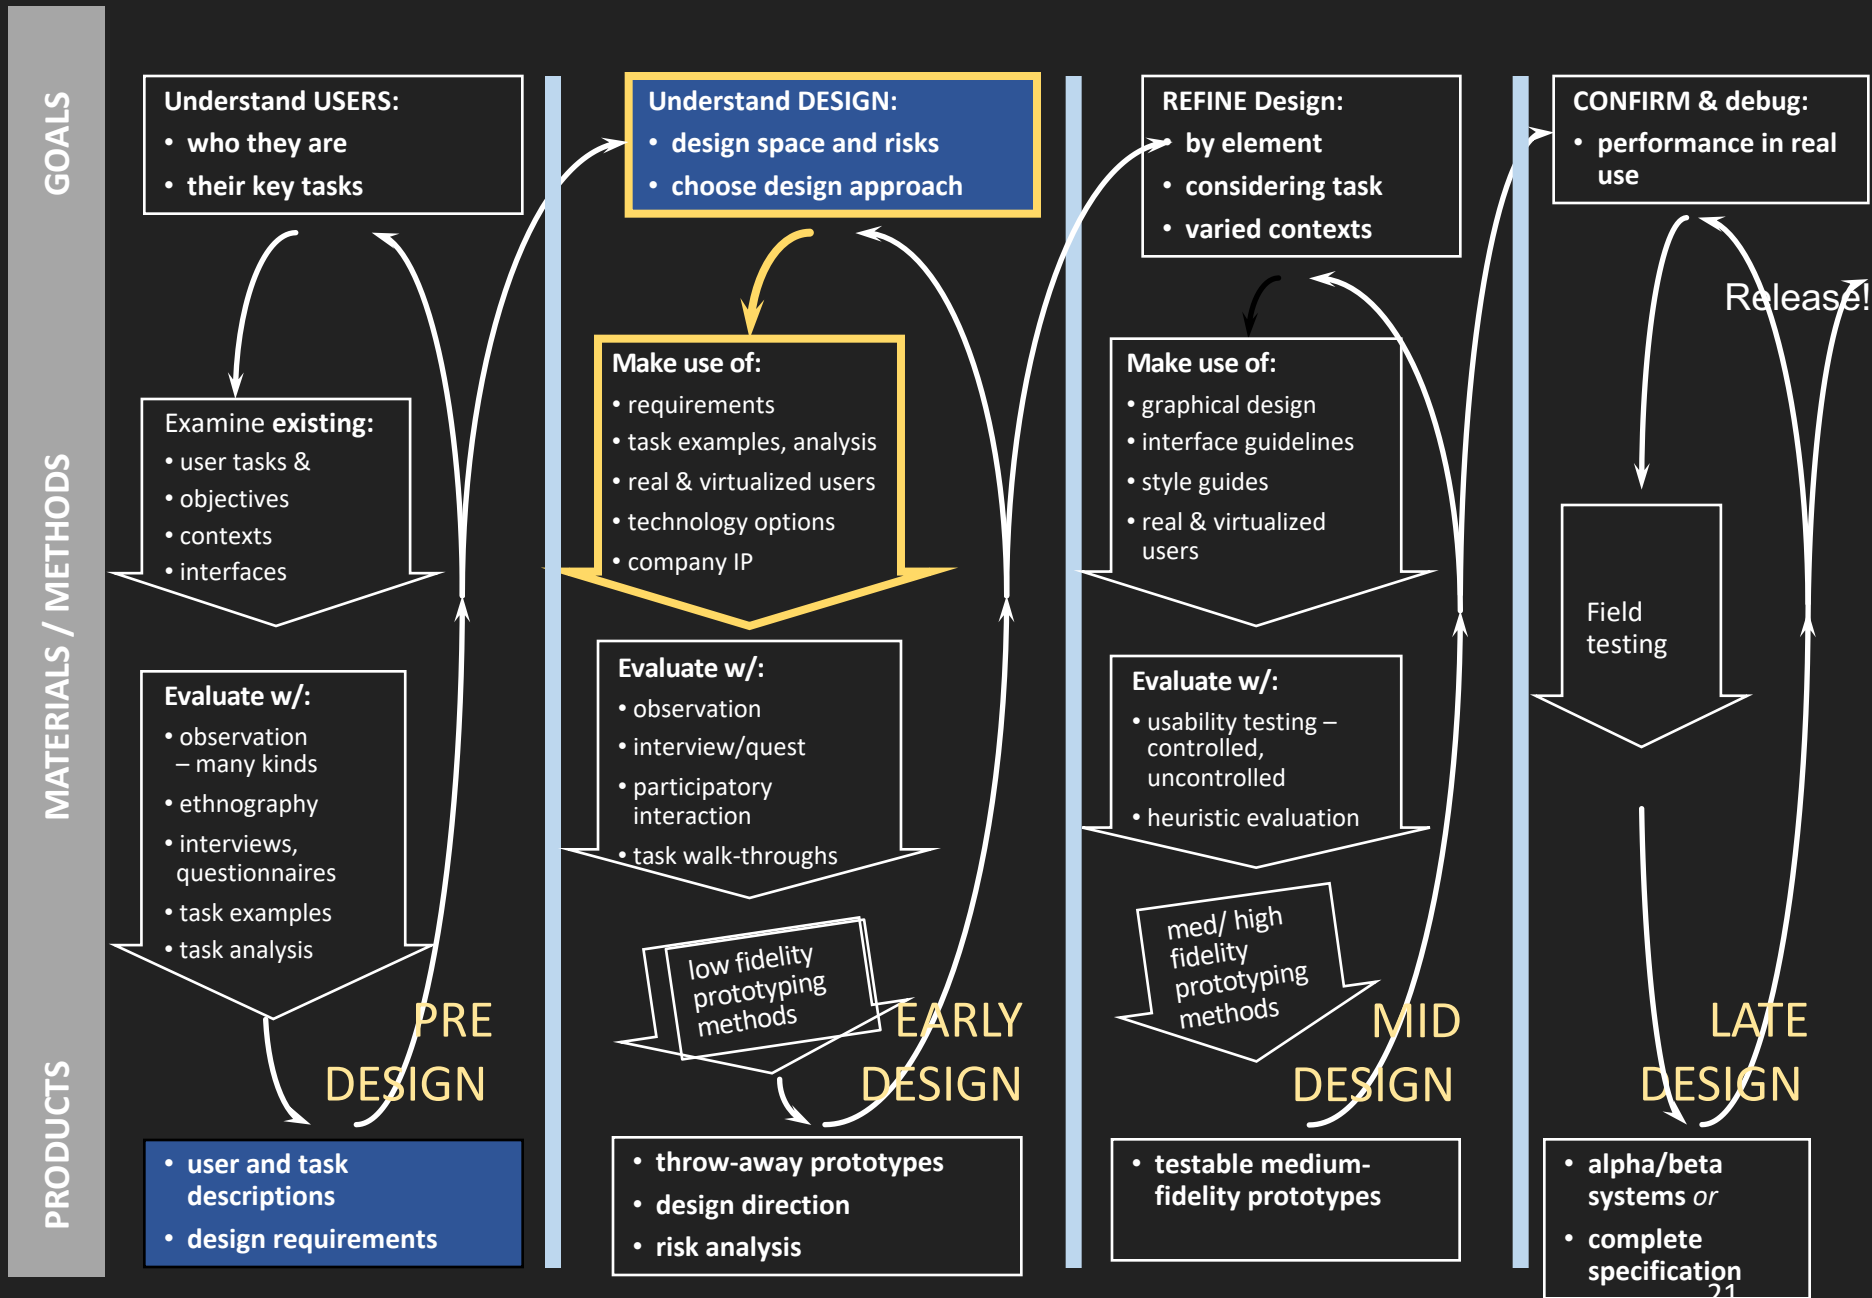 GOALS
MATERIALS / METHODS
PRODUCTS
Understand USERS:
• who they are
• their key tasks
Examine existing:
• user tasks &
• objectives
• contexts
• interfaces
Evaluate w/:
• observation
– many kinds
• ethnography
• interviews,
questionnaires
• task examples
• task analysis
PRE
DESIGN
• user and task
descriptions
• design requirements
Understand DESIGN:
• design space and risks
• choose design approach
Make use of:
• requirements
• task examples, analysis
• real & virtualized users
• technology options
• company IP
Evaluate w/:
• observation
• interview/quest
• participatory
interaction
• task walk-throughs
low fidelity
prototyping
methods
EARLY
DESIGN
• throw-away prototypes
• design direction
• risk analysis
REFINE Design:
• by element
• considering task
• varied contexts
Make use of:
• graphical design
• interface guidelines
• style guides
• real & virtualized
users
Evaluate w/:
• usability testing –
controlled,
uncontrolled
• heuristic evaluation
med/ high
fidelity
prototyping
methods
MID
DESIGN
• testable medium-
fidelity prototypes
CONFIRM & debug:
• performance in real
use
Release!
Field
testing
LATE
DESIGN
• alpha/beta
systems or
• complete
specification
21